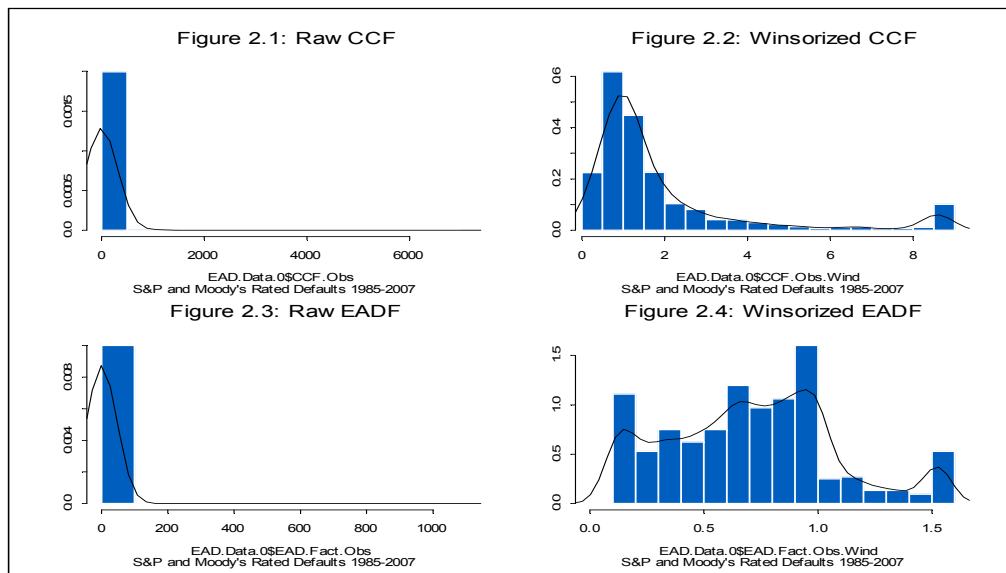 Figure 2.1: Raw CCF
0.0015
0.0005
0.0
0 2000 4000 6000
EAD.Data.0$CCF.Obs
S&P and Moody's Rated Defaults 1985-2007
Figure 2.2: Winsorized CCF
0.6
0.4
0.2
0.0
0 2 4 6 8
EAD.Data.0$CCF.Obs.Wind
S&P and Moody's Rated Defaults 1985-2007
Figure 2.3: Raw EADF
0.008
0.004
0.0
0 200 400 600 800 1000
EAD.Data.0$EAD.Fact.Obs
S&P and Moody's Rated Defaults 1985-2007
Figure 2.4: Winsorized EADF
1.5
1.0
0.5
0.0
0.0 0.5 1.0 1.5
EAD.Data.0$EAD.Fact.Obs.Wind
S&P and Moody's Rated Defaults 1985-2007